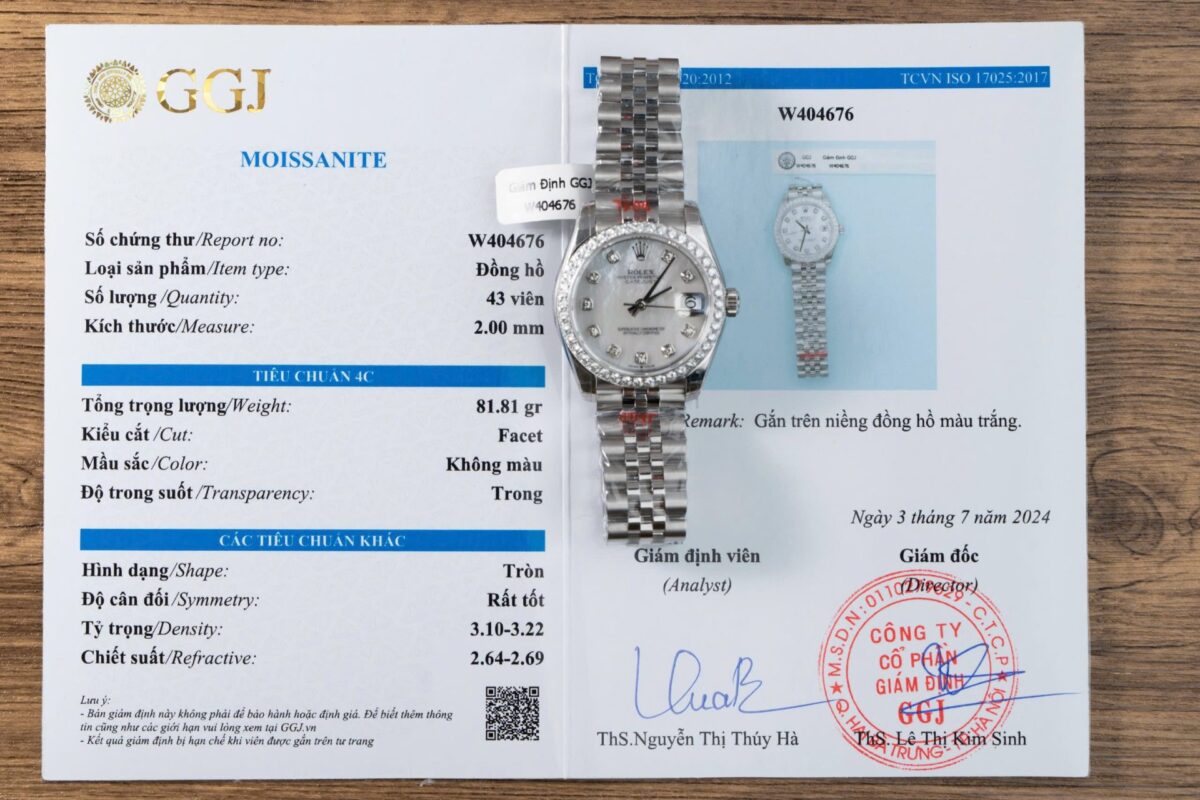 GGJ
MOISSANITE
Số chứng thư/Report no: W404676
Loại sản phẩm/Item type: Đồng hồ
Số lượng/Quantity: 43 viên
Kích thước/Measure: 2.00 mm
TIÊU CHUẨN 4C
Tổng trọng lượng/Weight: 81.81 gr
Kiểu cắt /Cut: Facet
Mầu sắc/Color: Không màu
Độ trong suốt /Transparency: Trong
CÁC TIÊU CHUẨN KHÁC
Hình dạng/Shape: Tròn
Độ cân đối/Symmetry: Rất tốt
Tỷ trọng/Density: 3.10-3.22
Chiết suất/Refractive: 2.64-2.69
Lưu ý:
- Bản giám định này không phải để bảo hành hoặc định giá. Để biết thêm thông
tin cũng như các giới hạn vui lòng xem tại GGJ.vn
- Kết quả giám định bị hạn chế khi viên được gắn trên tư trang
Giám Định GGJ
W404676
ROLEX
20:2012 TCVN ISO 17025:2017
W404676
GGJ Giám Định GGJ
W404676 W404676
Remark: Gắn trên niềng đồng hồ màu trắng.
Ngày 3 tháng 7 năm 2024
Giám định viên
(Analyst)
ThS.Nguyễn Thị Thúy Hà
Giám đốc
(Director)
CÔNG TY
CỔ PHẦN
GIÁM ĐỊNH
GGJ
ThS. Lê Thị Kim Sinh